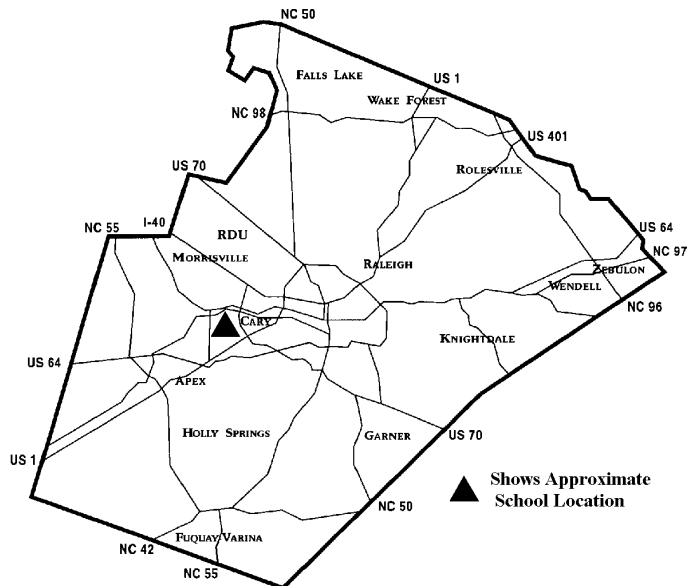 NC 50
FALLS LAKE
US 1
WAKE FOREST
NC 98
US 401
US 70
ROLESVILLE
NC 55
I-40
RDU
US 64
MORRISVILLE
RALEIGH
NC 97
ZEBULON
WENDELL
NC 96
CARY
KNIGHTDALE
US 64
APEX
HOLLY SPRINGS
GARNER
US 70
US 1
Shows Approximate
School Location
NC 50
FUQUAY VARINA
NC 42
NC 55